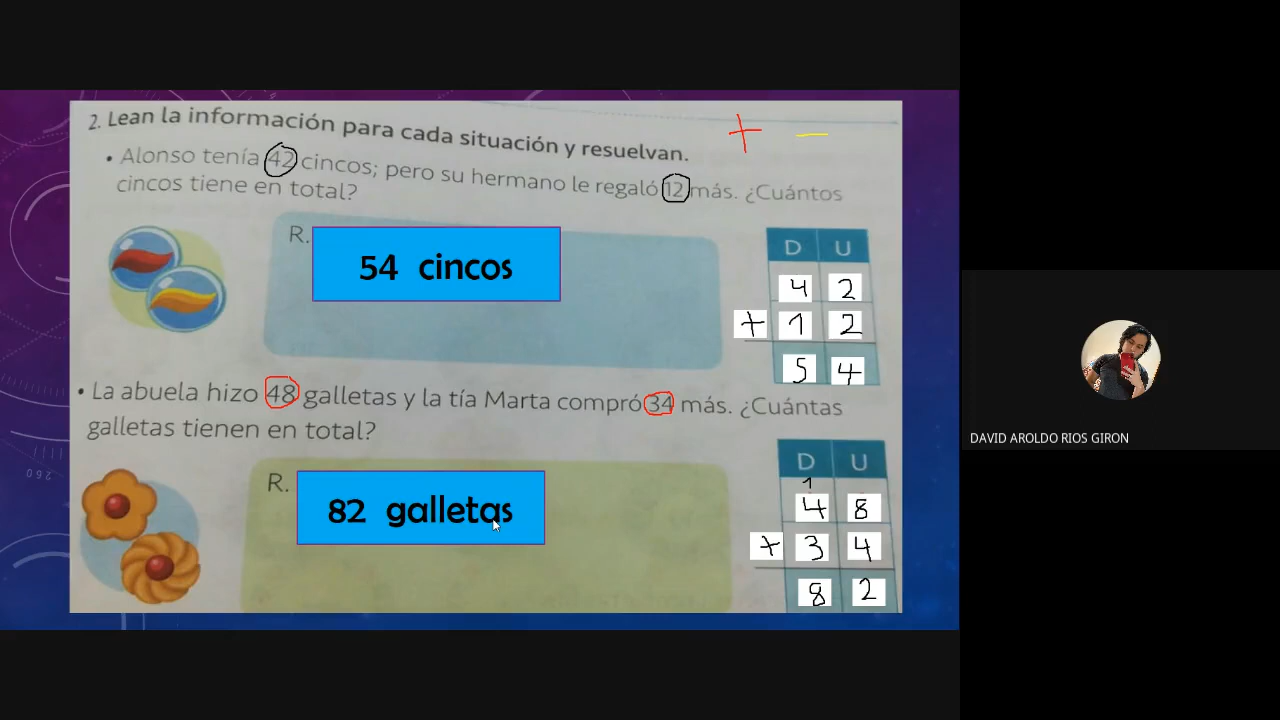 2. Lean la información para cada situación y resuelvan.
+ −
• Alonso tenía 42 cincos; pero su hermano le regaló 12 más. ¿Cuántos
cincos tiene en total?
R. 54 cincos
D U
4 2
+ 1 2
5 4
• La abuela hizo 48 galletas y la tía Marta compró 34 más. ¿Cuántas
galletas tienen en total?
R. 82 galletas
D U
1
4 8
+ 3 4
8 2
260
DAVID AROLDO RIOS GIRON